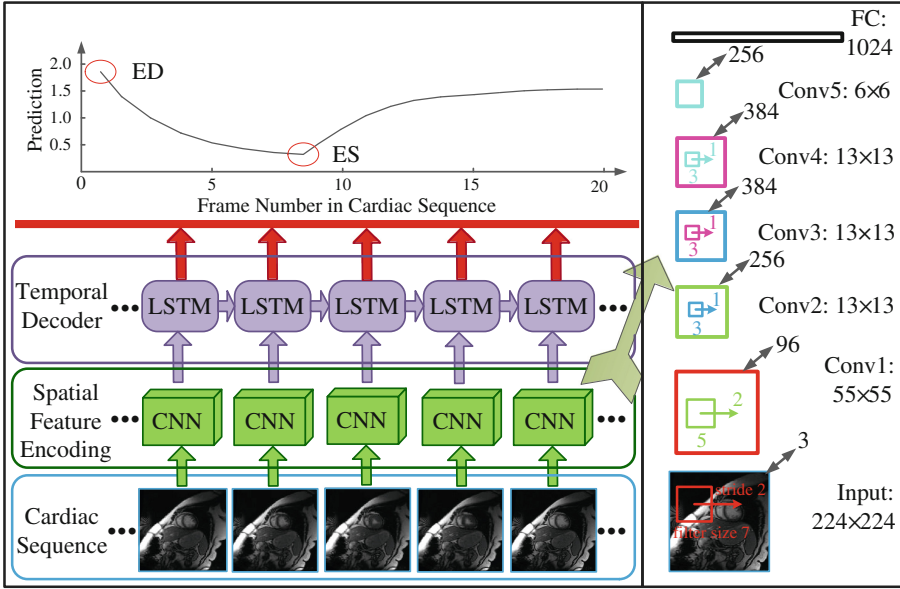 2.0
1.5
1.0
0.5
Prediction
ED
ES
0
5
10
15
20
Frame Number in Cardiac Sequence
Temporal
Decoder
LSTM LSTM LSTM LSTM LSTM
Spatial
Feature
Encoding
CNN CNN CNN CNN CNN
Cardiac
Sequence
FC:
1024
256
Conv5: 6×6
384
1
3
Conv4: 13×13
384
1
3
Conv3: 13×13
256
1
3
Conv2: 13×13
96
Conv1:
55×55
2
5
3
stride 2
filter size 7
Input:
224×224